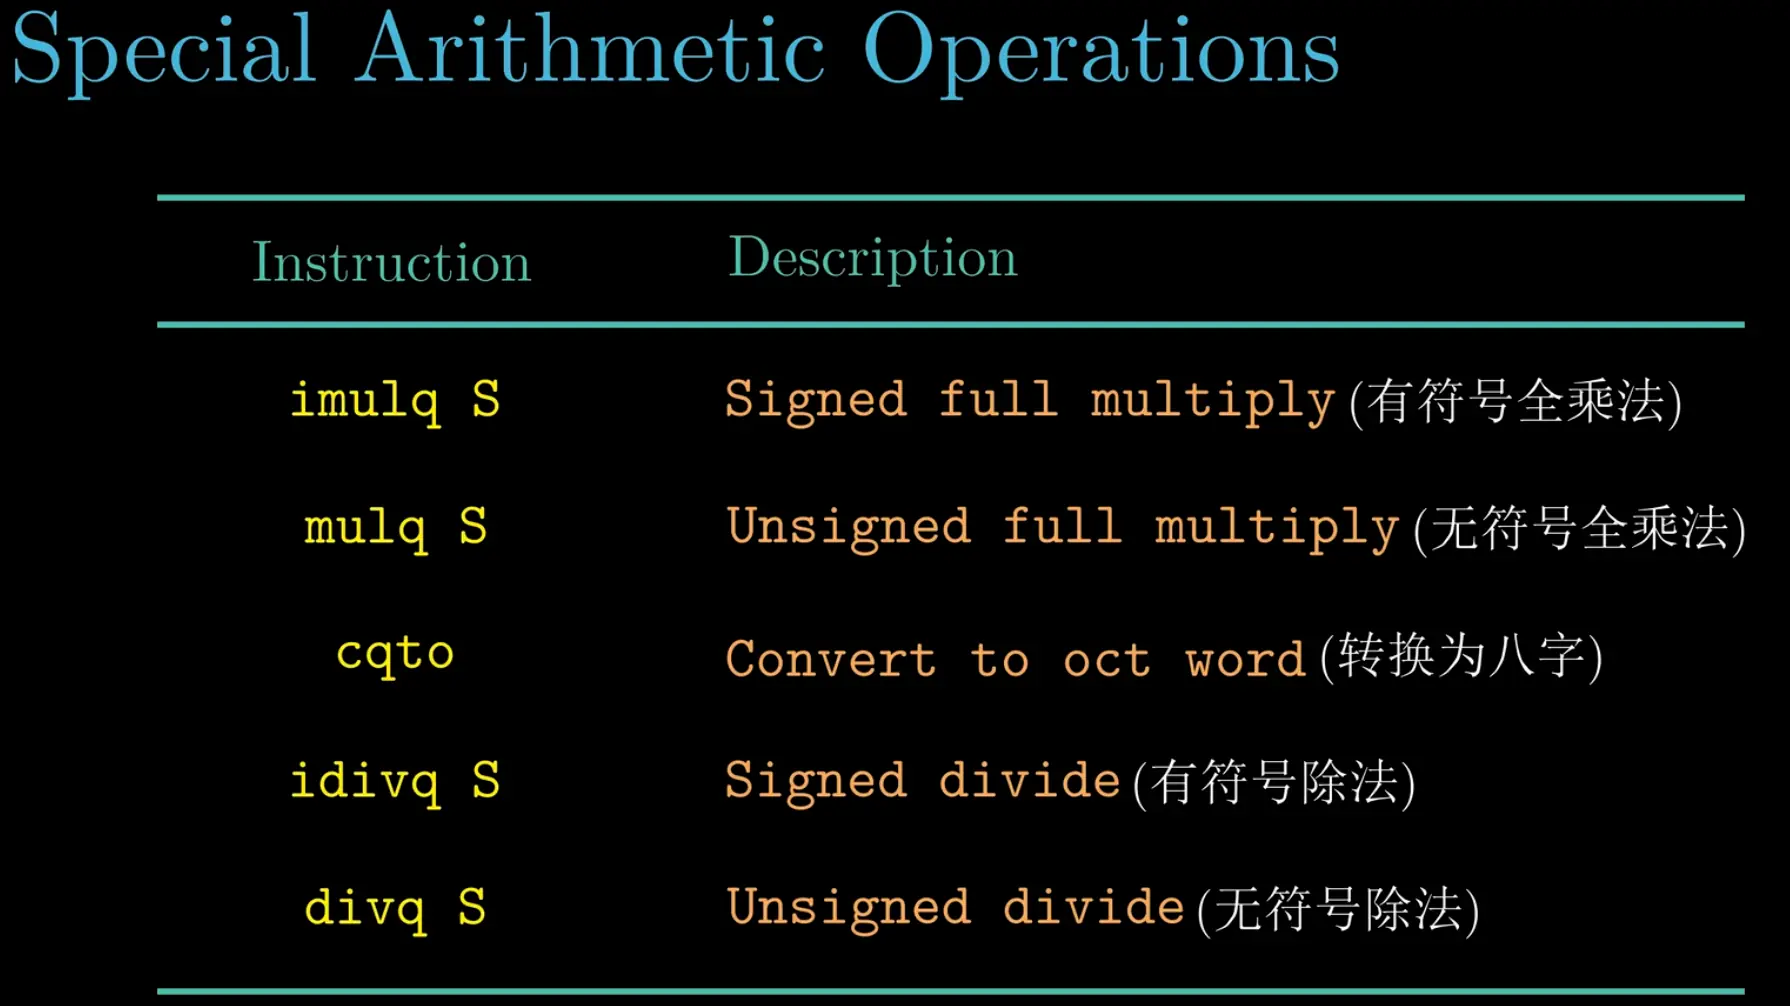 Special Arithmetic Operations
Instruction Description
imulq S Signed full multiply (有符号全乘法)
mulq S Unsigned full multiply (无符号全乘法)
cqto Convert to oct word (转换为八字)
idivq S Signed divide (有符号除法)
divq S Unsigned divide (无符号除法)